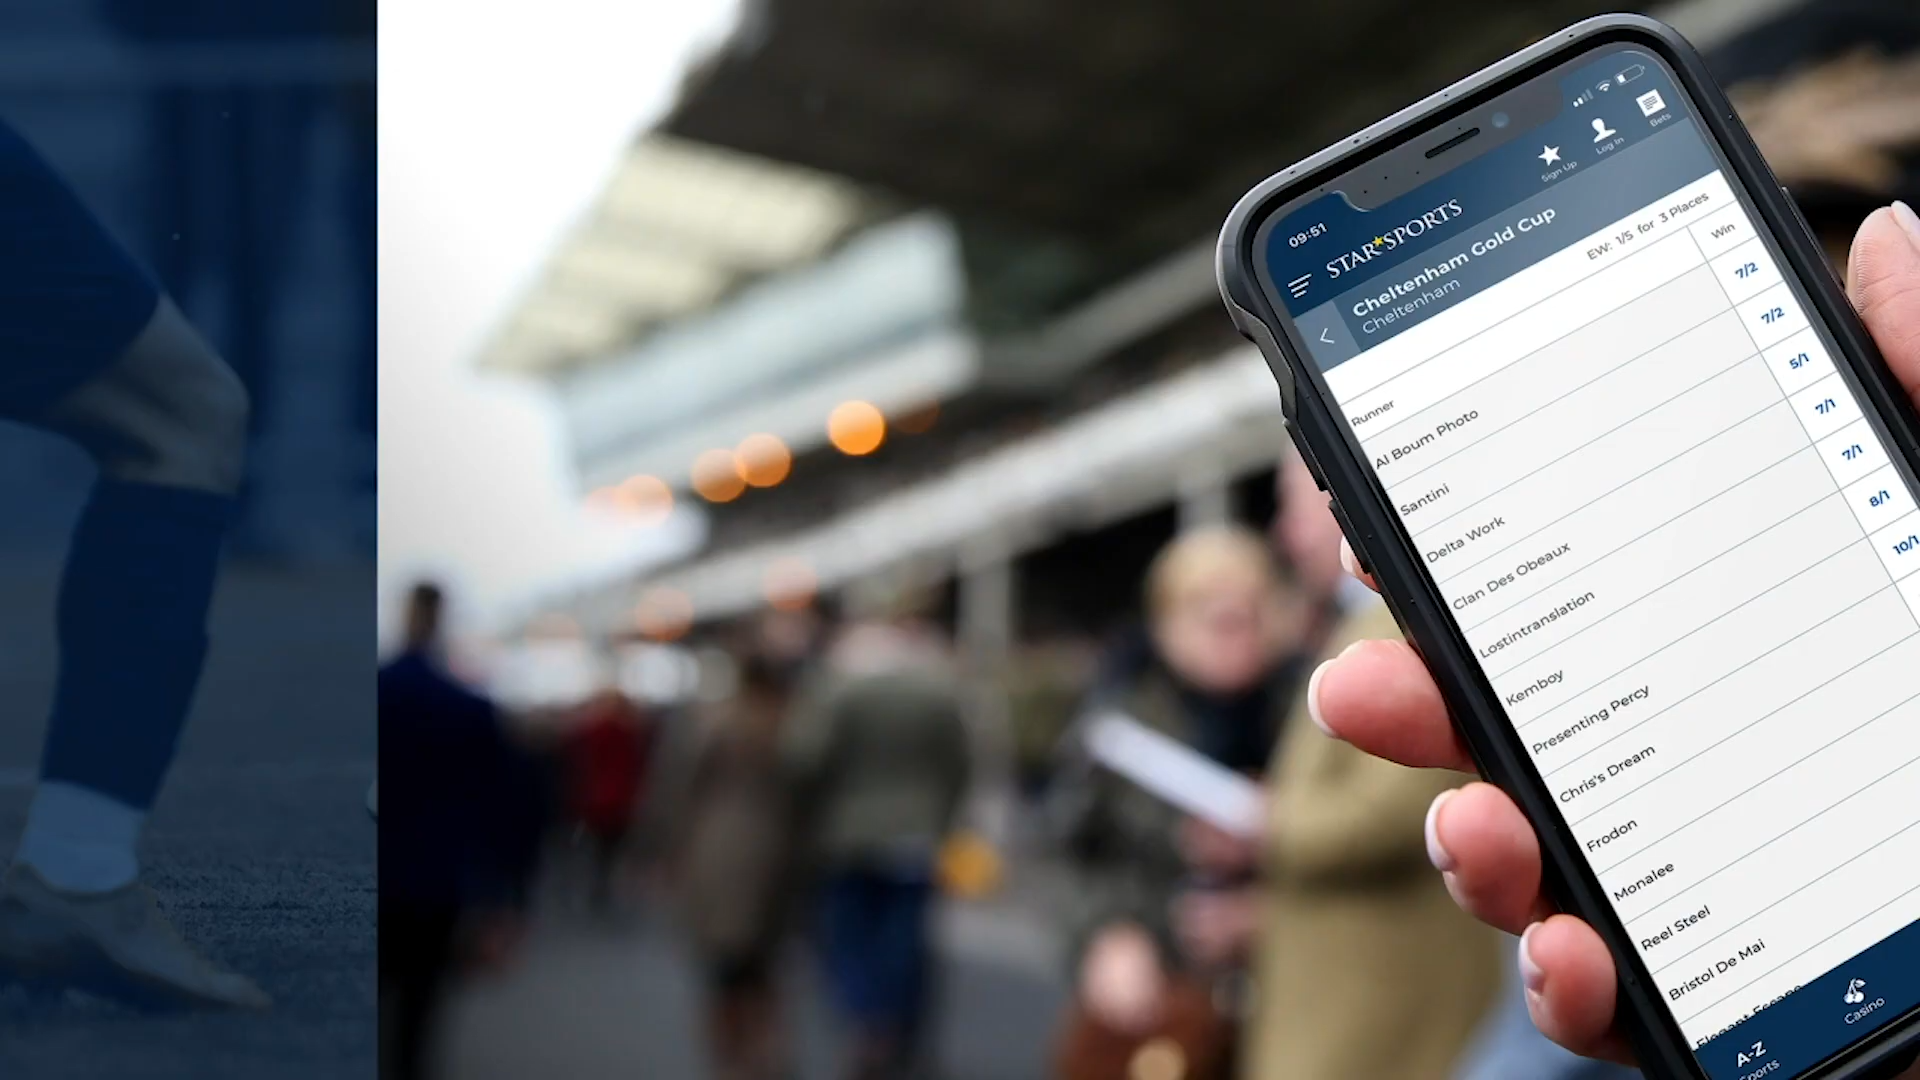 09:51
STAR SPORTS
Sign Up
Log In
Bets
Cheltenham Gold Cup
Cheltenham
EW: 1/5 for 3 Places
Runner
Win
Al Boum Photo
7/2
Santini
7/2
Delta Work
5/1
Clan Des Obeaux
7/1
Lostintranslation
7/1
Kemboy
8/1
Presenting Percy
10/1
Chris's Dream
Frodon
Monalee
Reel Steel
Bristol De Mai
Elegant Escape
A-Z
Sports
Casino